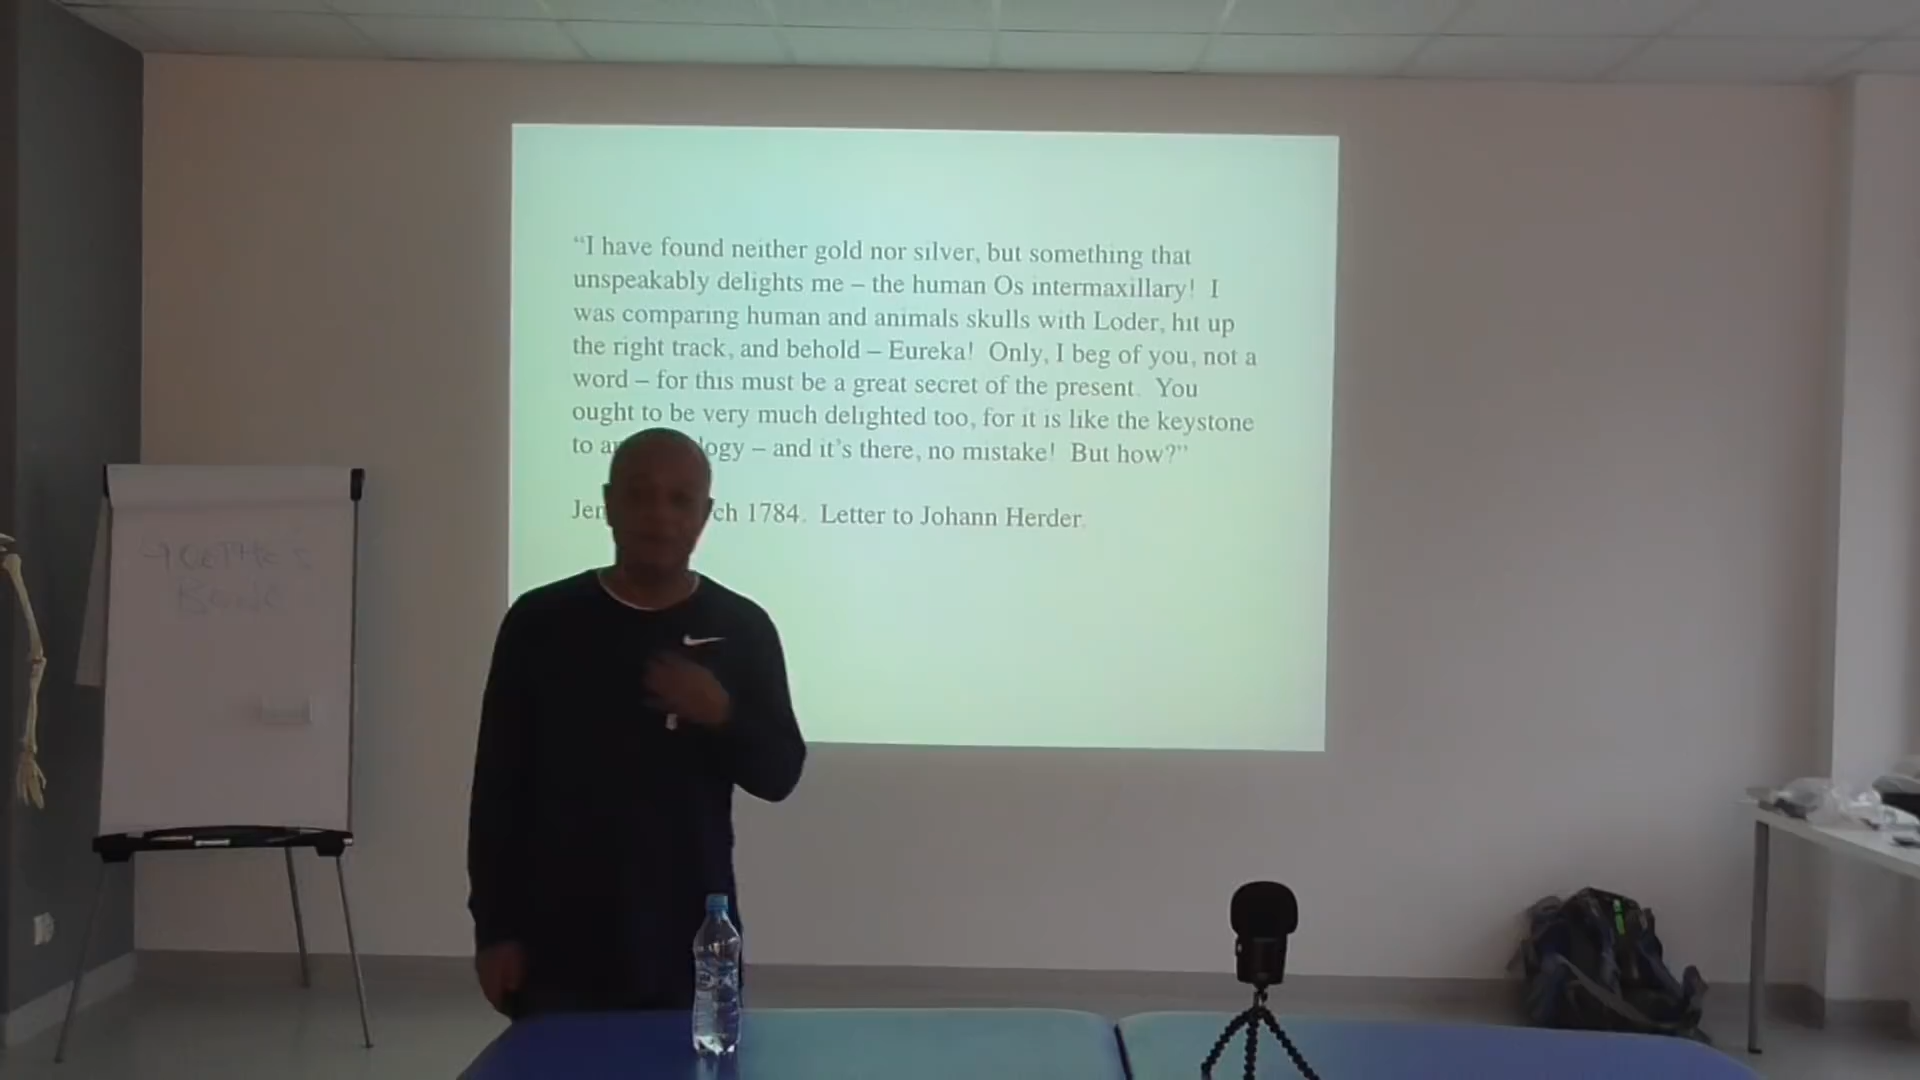 “I have found neither gold nor silver, but something that
unspeakably delights me – the human Os intermaxillary!  I
was comparing human and animals skulls with Loder, hit up
the right track, and behold – Eureka!  Only, I beg of you, not a
word – for this must be a great secret of the present.  You
ought to be very much delighted too, for it is like the keystone
to – and it’s there, no mistake!  But how?”
1784.  Letter to Johann Herder.
GOETHE'S
BONE